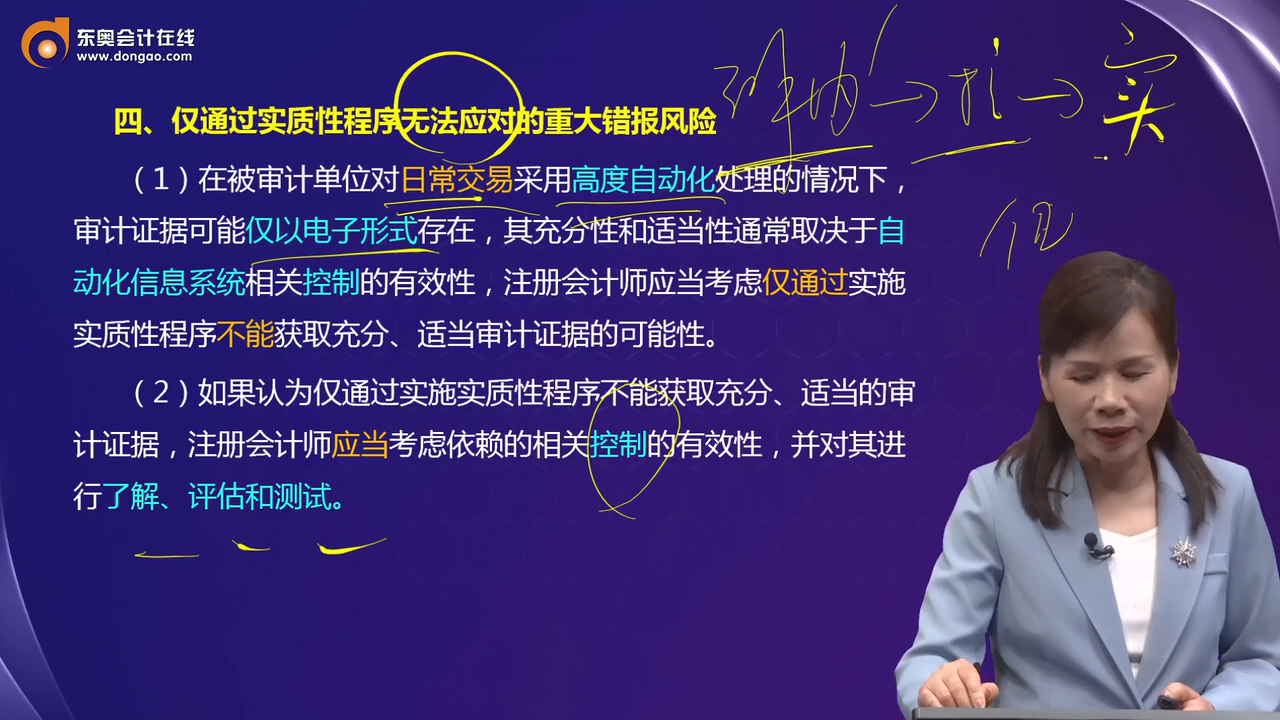 东奥会计在线
www.dongao.com
四、仅通过实质性程序无法应对的重大错报风险
（1）在被审计单位对日常交易采用高度自动化处理的情况下，
审计证据可能仅以电子形式存在，其充分性和适当性通常取决于自
动化信息系统相关控制的有效性，注册会计师应当考虑仅通过实施
实质性程序不能获取充分、适当审计证据的可能性。
（2）如果认为仅通过实施实质性程序不能获取充分、适当的审
计证据，注册会计师应当考虑依赖的相关控制的有效性，并对其进
行了解、评估和测试。
→
→
实